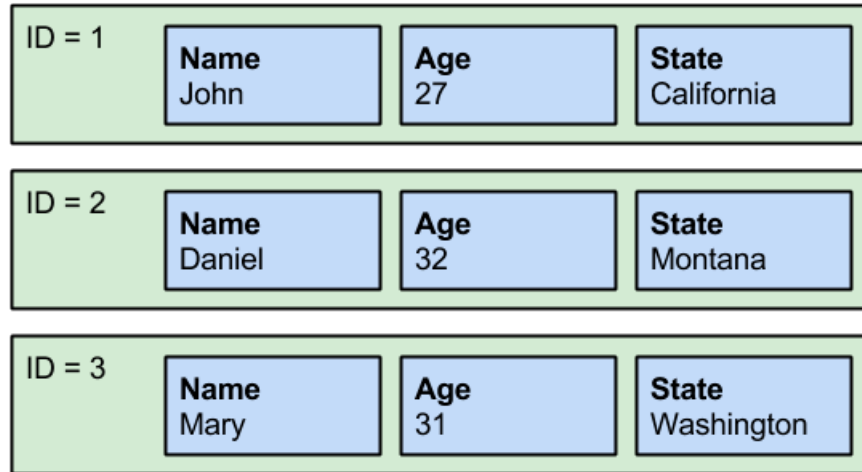 ID = 1
Name Age State
John 27 California
ID = 2
Name Age State
Daniel 32 Montana
ID = 3
Name Age State
Mary 31 Washington